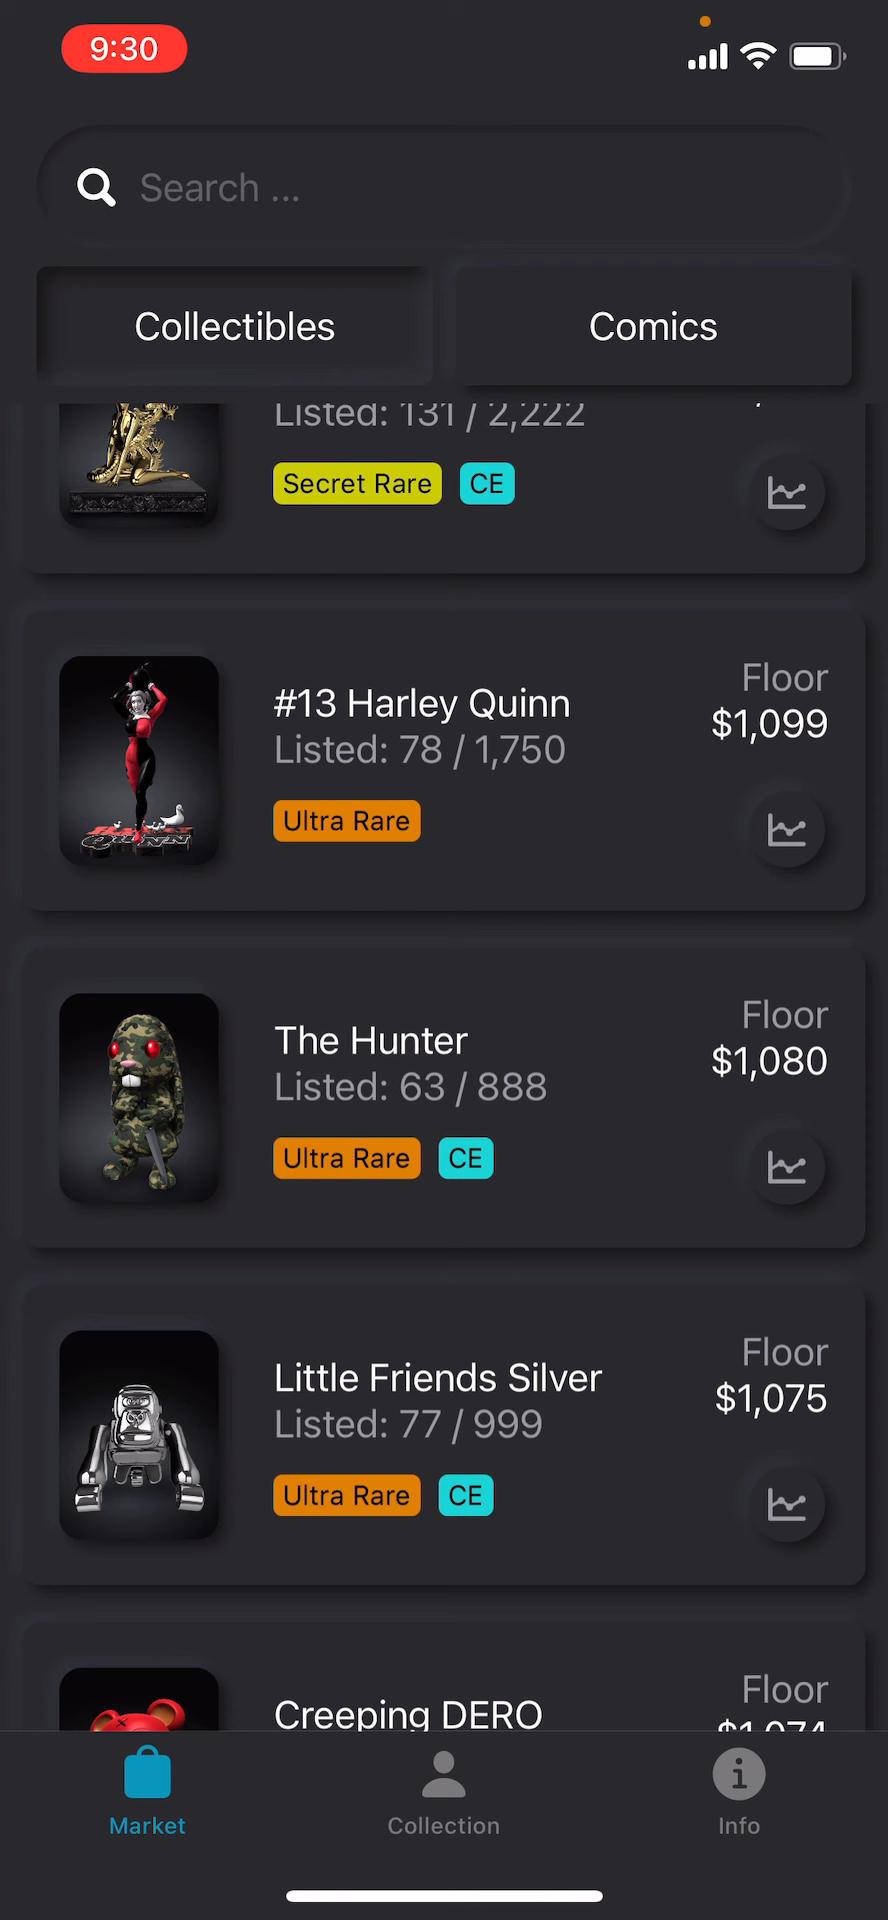 9:30
Search ...
Collectibles
Comics
Listed: 131 / 2,222
Secret Rare
CE
#13 Harley Quinn
Listed: 78 / 1,750
Ultra Rare
Floor
$1,099
The Hunter
Listed: 63 / 888
Ultra Rare
CE
Floor
$1,080
Little Friends Silver
Listed: 77 / 999
Ultra Rare
CE
Floor
$1,075
Creeping DERO
Floor
$1,074
Market
Collection
Info